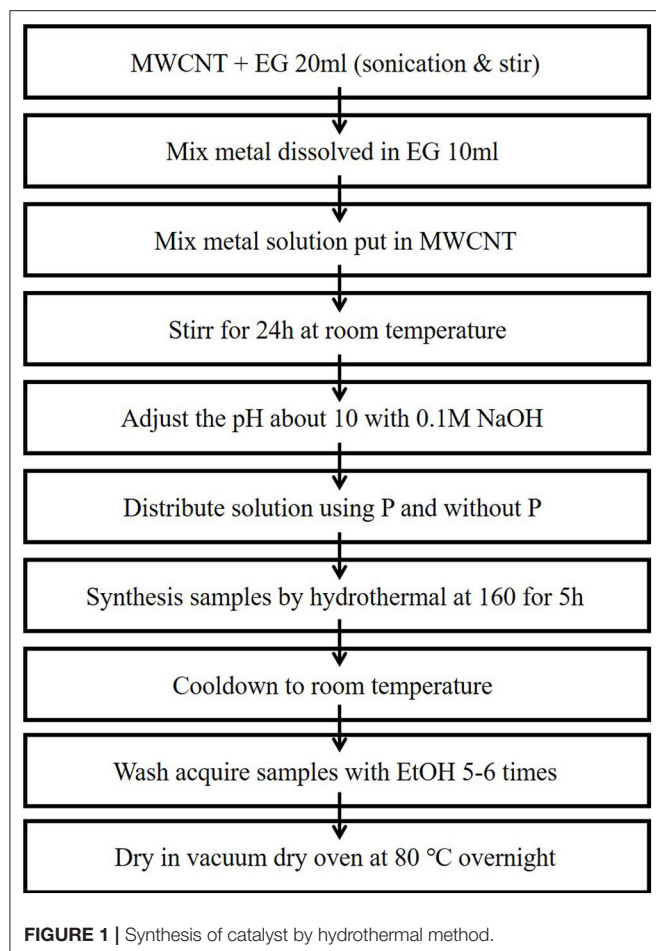 MWCNT + EG 20ml (sonication & stir)
Mix metal dissolved in EG 10ml
Mix metal solution put in MWCNT
Stirr for 24h at room temperature
Adjust the pH about 10 with 0.1M NaOH
Distribute solution using P and without P
Synthesis samples by hydrothermal at 160 for 5h
Cooldown to room temperature
Wash acquire samples with EtOH 5-6 times
Dry in vacuum dry oven at 80 ℃ overnight
FIGURE 1 | Synthesis of catalyst by hydrothermal method.